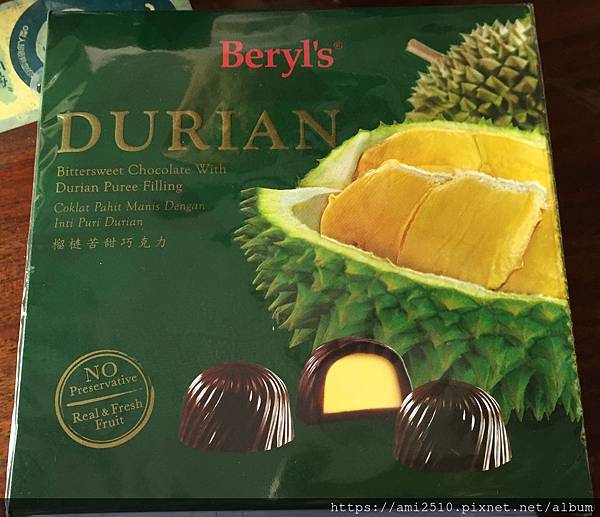 Beryl's®
DURIAN
Bittersweet Chocolate With
Durian Puree Filling
Coklat Pahit Manis Dengan
Inti Puri Durian
榴梿苦甜巧克力
NO
Preservative
Real & Fresh
Fruit
https://ami2510.pixnet.net/album